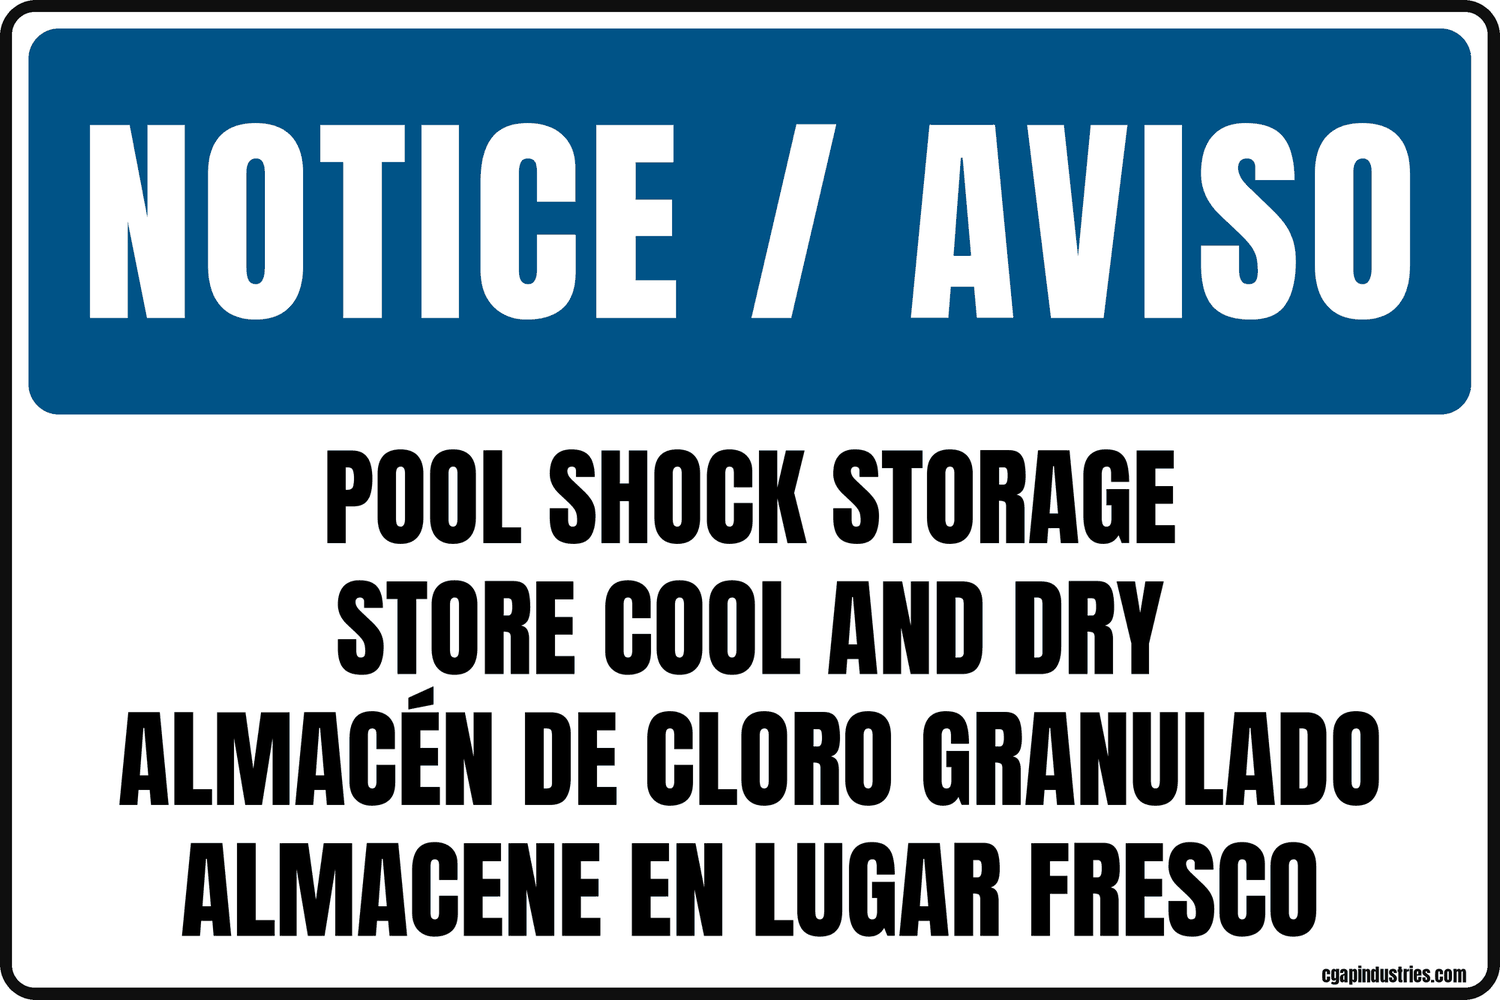 NOTICE / AVISO
POOL SHOCK STORAGE
STORE COOL AND DRY
ALMACÉN DE CLORO GRANULADO
ALMACENE EN LUGAR FRESCO
cgapindustries.com